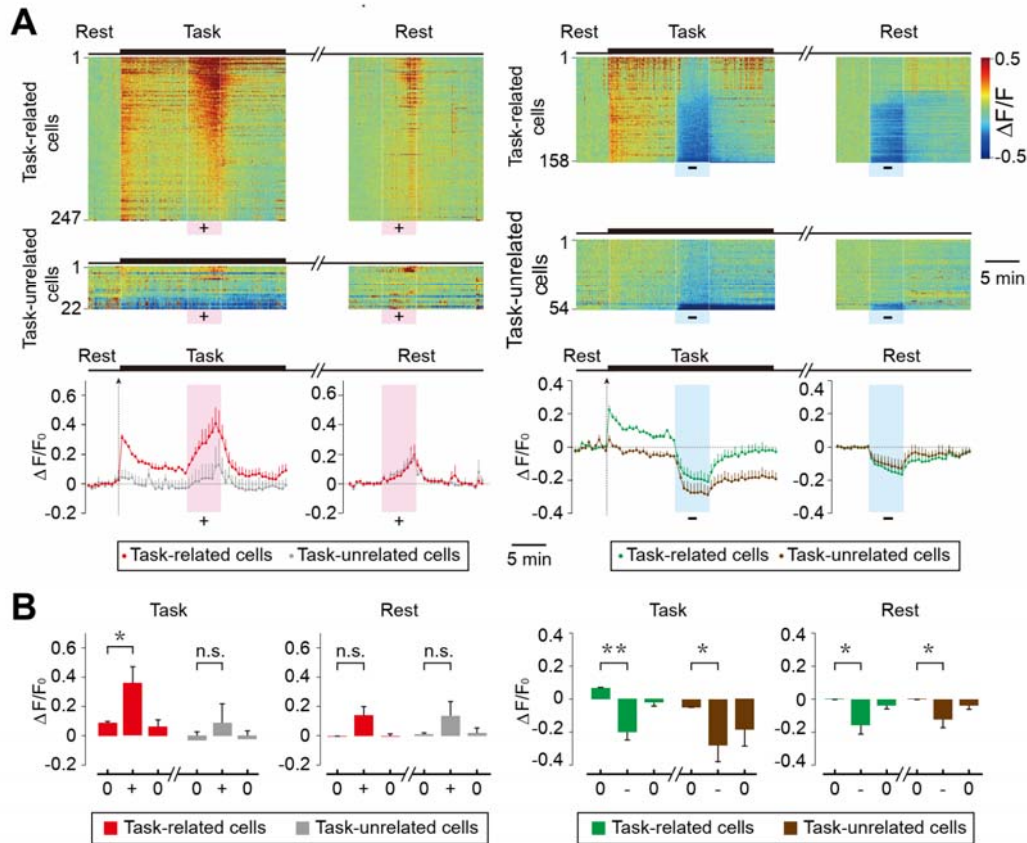 A
Rest Task Rest
Rest Task Rest
Task-related cells
1
247
+ +
Task-related cells
1
158
- -
0.5
ΔF/F
-0.5
Task-unrelated cells
1
22
+ +
Task-unrelated cells
1
54
- -
5 min
Rest Task Rest
Rest Task Rest
ΔF/F₀
0.6
0.4
0.2
0
-0.2
+
0.6
0.4
0.2
0
-0.2
+
ΔF/F₀
0.4
0.2
0
-0.2
-0.4
-
0.4
0.2
0
-0.2
-0.4
-
Task-related cells Task-unrelated cells
5 min
Task-related cells Task-unrelated cells
B
Task Rest
Task Rest
ΔF/F₀
0.6
0.4
0.2
0
-0.2
* n.s.
0 + 0 0 + 0
0.6
0.4
0.2
0
-0.2
n.s. n.s.
0 + 0 0 + 0
ΔF/F₀
0.4
0.2
0
-0.2
-0.4
** *
0 - 0 0 - 0
0.4
0.2
0
-0.2
-0.4
* *
0 - 0 0 - 0
Task-related cells Task-unrelated cells
Task-related cells Task-unrelated cells